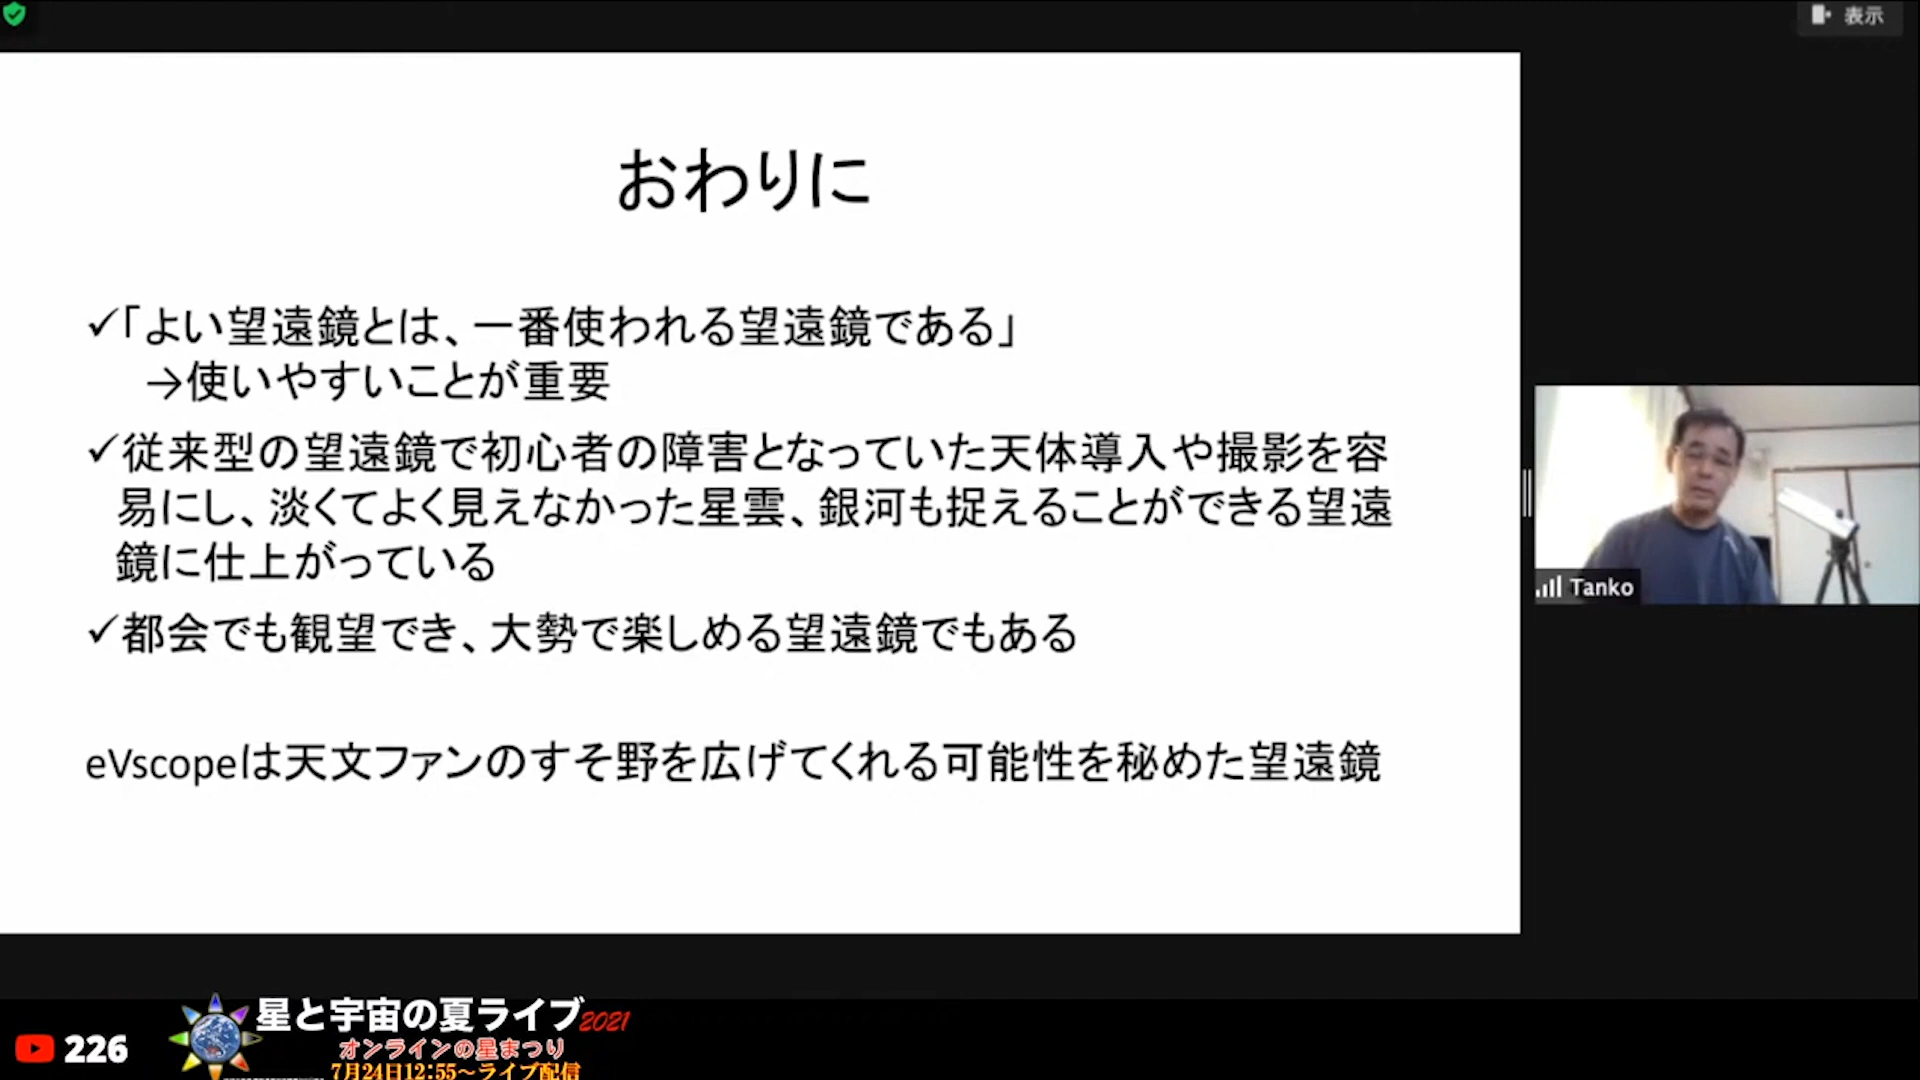 表示
おわりに
✓「よい望遠鏡とは、一番使われる望遠鏡である」
→使いやすいことが重要
✓従来型の望遠鏡で初心者の障害となっていた天体導入や撮影を容
易にし、淡くてよく見えなかった星雲、銀河も捉えることができる望遠
鏡に仕上がっている
✓都会でも観望でき、大勢で楽しめる望遠鏡でもある
eVscopeは天文ファンのすそ野を広げてくれる可能性を秘めた望遠鏡
Tanko
226
星と宇宙の夏ライブ2021
オンラインの星まつり
7月24日12:55~ライブ配信